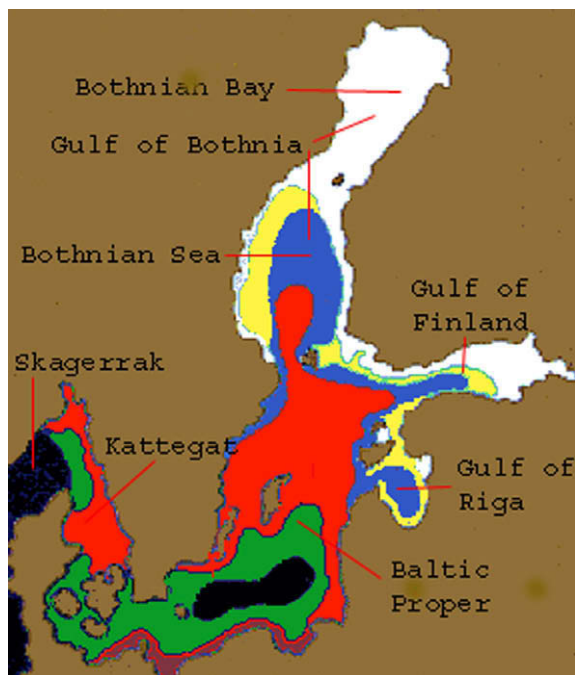 Bothnian Bay
Gulf of Bothnia
Bothnian Sea
Gulf of
Finland
Skagerrak
Kattegat
Gulf of
Riga
Baltic
Proper